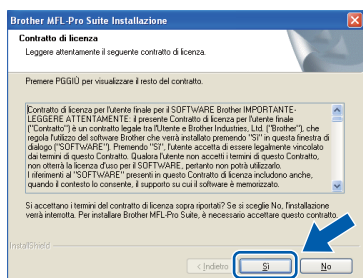 Brother MFL-Pro Suite Installazione
Contratto di licenza
Leggere attentamente il seguente contratto di licenza.
Premere PGGIÙ per visualizzare il resto del contratto.
Contratto di licenza per l'utente finale per il SOFTWARE Brother IMPORTANTE-
LEGGERE ATTENTAMENTE: il presente Contratto di licenza per l'utente finale
("Contratto") è un contratto legale tra l'Utente e Brother Industries, Ltd. ("Brother"), che
regola l'utilizzo del software Brother che verrà installato premendo "Sì" in questa finestra di
dialogo ("SOFTWARE"). Premendo "Sì", l'utente accetta di essere legalmente vincolato
dai termini di questo Contratto. Qualora l'utente non accetti i termini di questo Contratto,
non otterrà la licenza d'uso per il SOFTWARE, pertanto non potrà utilizzarlo.
I riferimenti al "SOFTWARE" presenti in questo Contratto di licenza includono anche,
quando il contesto lo consente, il supporto su cui il software è memorizzato.
Si accettano i termini del contratto di licenza sopra riportati? Se si sceglie No, l'installazione
verrà interrotta. Per installare Brother MFL-Pro Suite, è necessario accettare questo contratto.
InstallShield
< Indietro
Sì
No